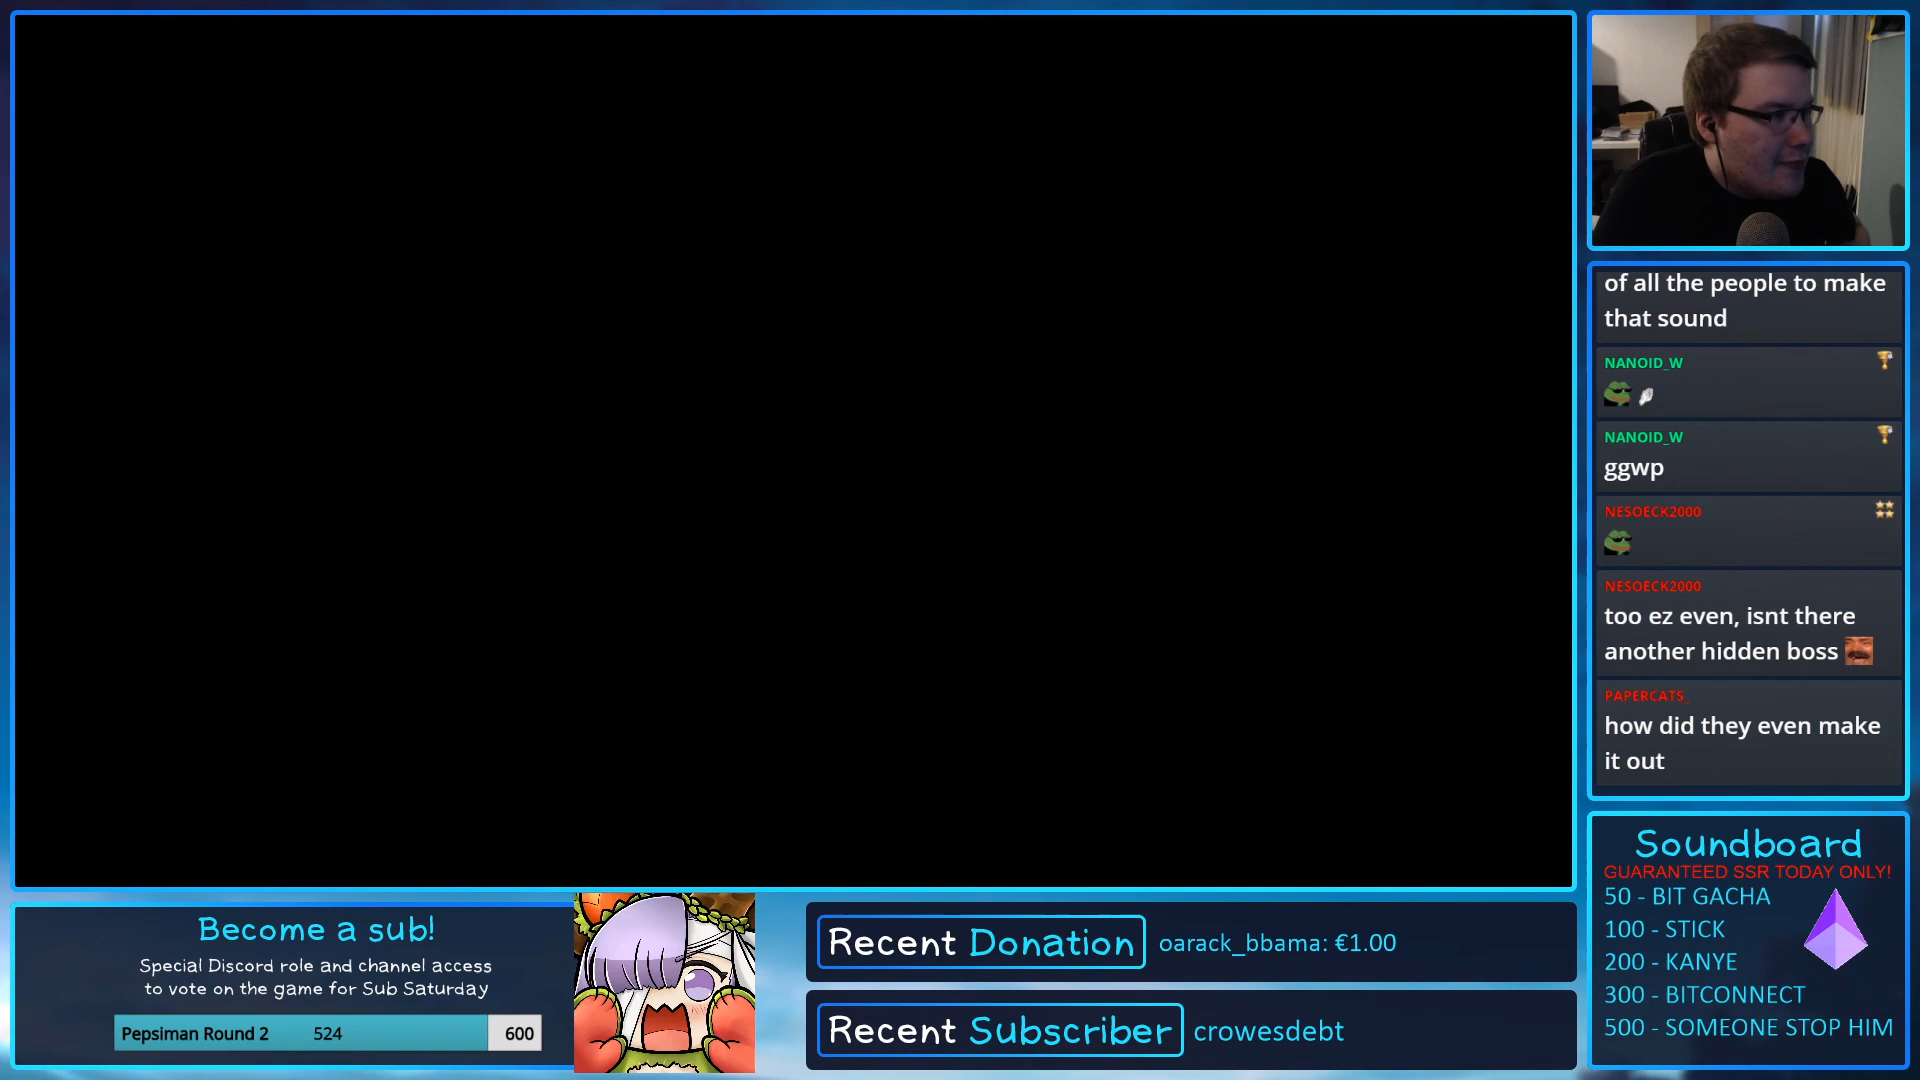 of all the people to make
that sound
NANOID_W
NANOID_W
ggwp
NESOECK2000
NESOECK2000
too ez even, isnt there
another hidden boss
PAPERCATS_
how did they even make
it out
Soundboard
GUARANTEED SSR TODAY ONLY!
50 - BIT GACHA
100 - STICK
200 - KANYE
300 - BITCONNECT
500 - SOMEONE STOP HIM
Become a sub!
Special Discord role and channel access
to vote on the game for Sub Saturday
Pepsiman Round 2 524 600
Recent Donation oarack_bbama: €1.00
Recent Subscriber crowesdebt